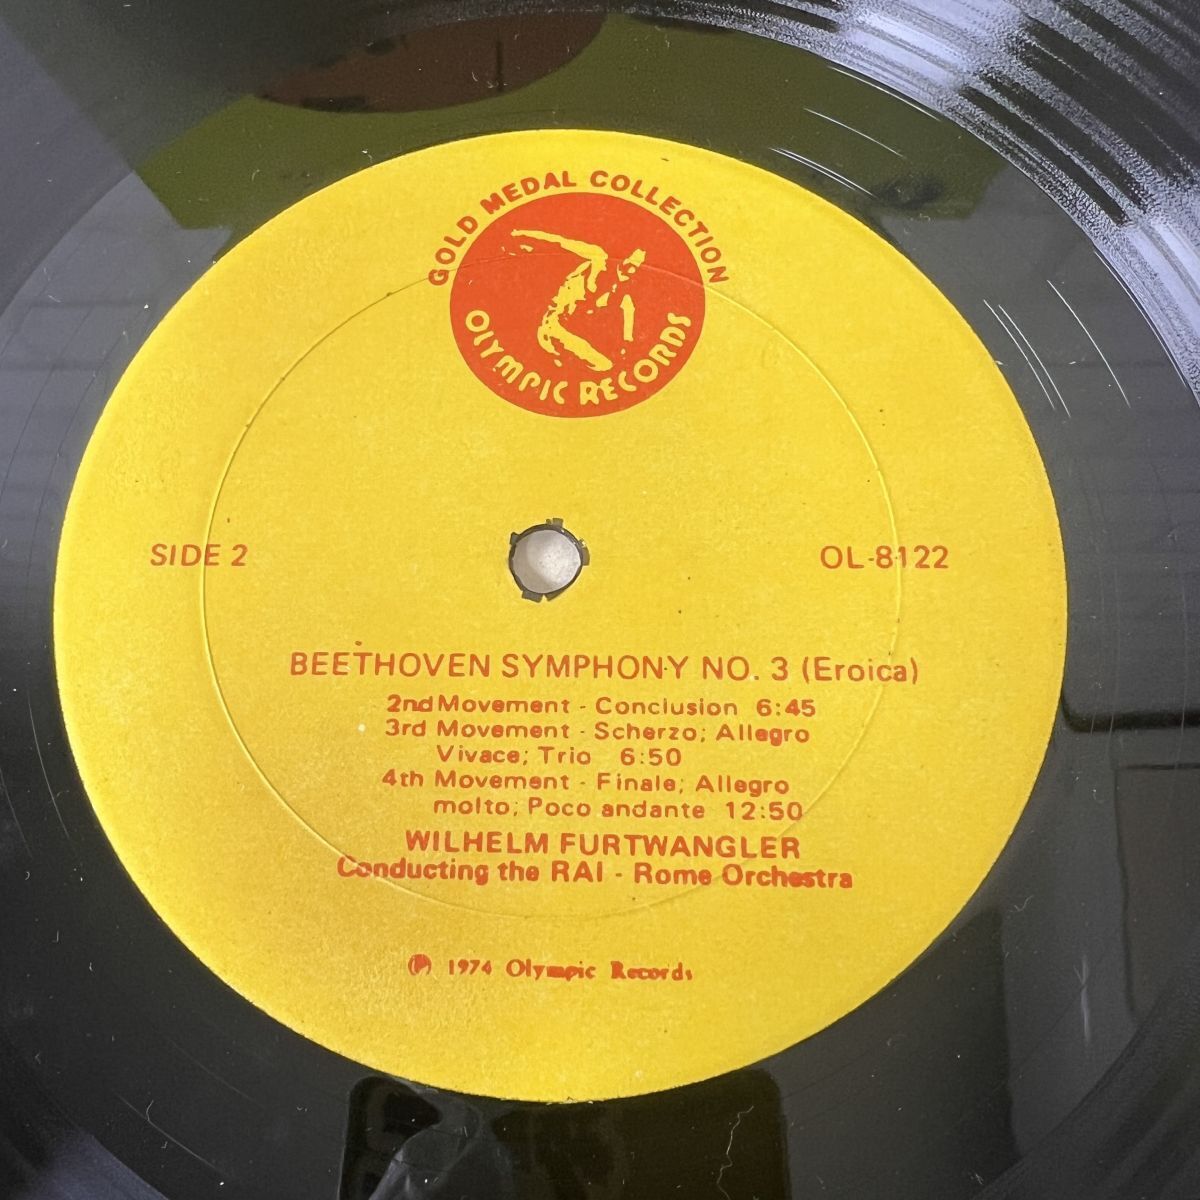 GOLD MEDAL COLLECTION
OLYMPIC RECORDS
SIDE 2
OL-8122
BEETHOVEN SYMPHONY NO. 3 (Eroica)
2nd Movement - Conclusion 6:45
3rd Movement - Scherzo; Allegro
Vivace; Trio 6:50
4th Movement - Finale; Allegro
molto; Poco andante 12:50
WILHELM FURTWANGLER
Conducting the RAI - Rome Orchestra
℗ 1974 Olympic Records